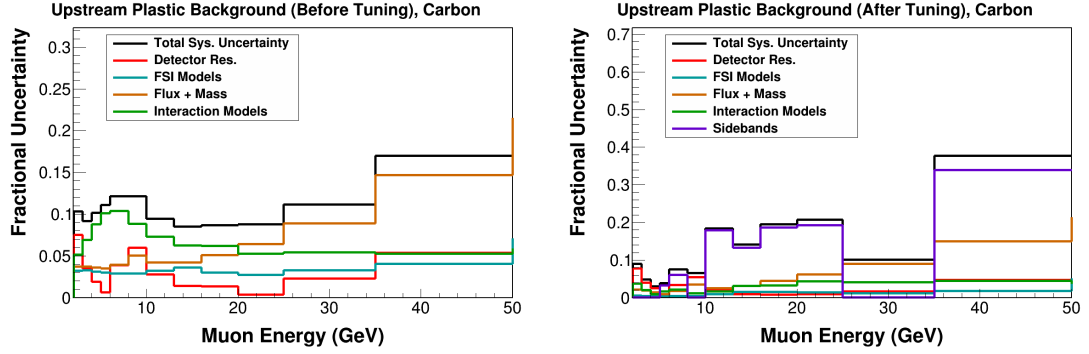 Upstream Plastic Background (Before Tuning), Carbon
Fractional Uncertainty
0.3
0.25
0.2
0.15
0.1
0.05
0
Total Sys. Uncertainty
Detector Res.
FSI Models
Flux + Mass
Interaction Models
10 20 30 40 50
Muon Energy (GeV)
Upstream Plastic Background (After Tuning), Carbon
Fractional Uncertainty
0.7
0.6
0.5
0.4
0.3
0.2
0.1
0
Total Sys. Uncertainty
Detector Res.
FSI Models
Flux + Mass
Interaction Models
Sidebands
10 20 30 40 50
Muon Energy (GeV)